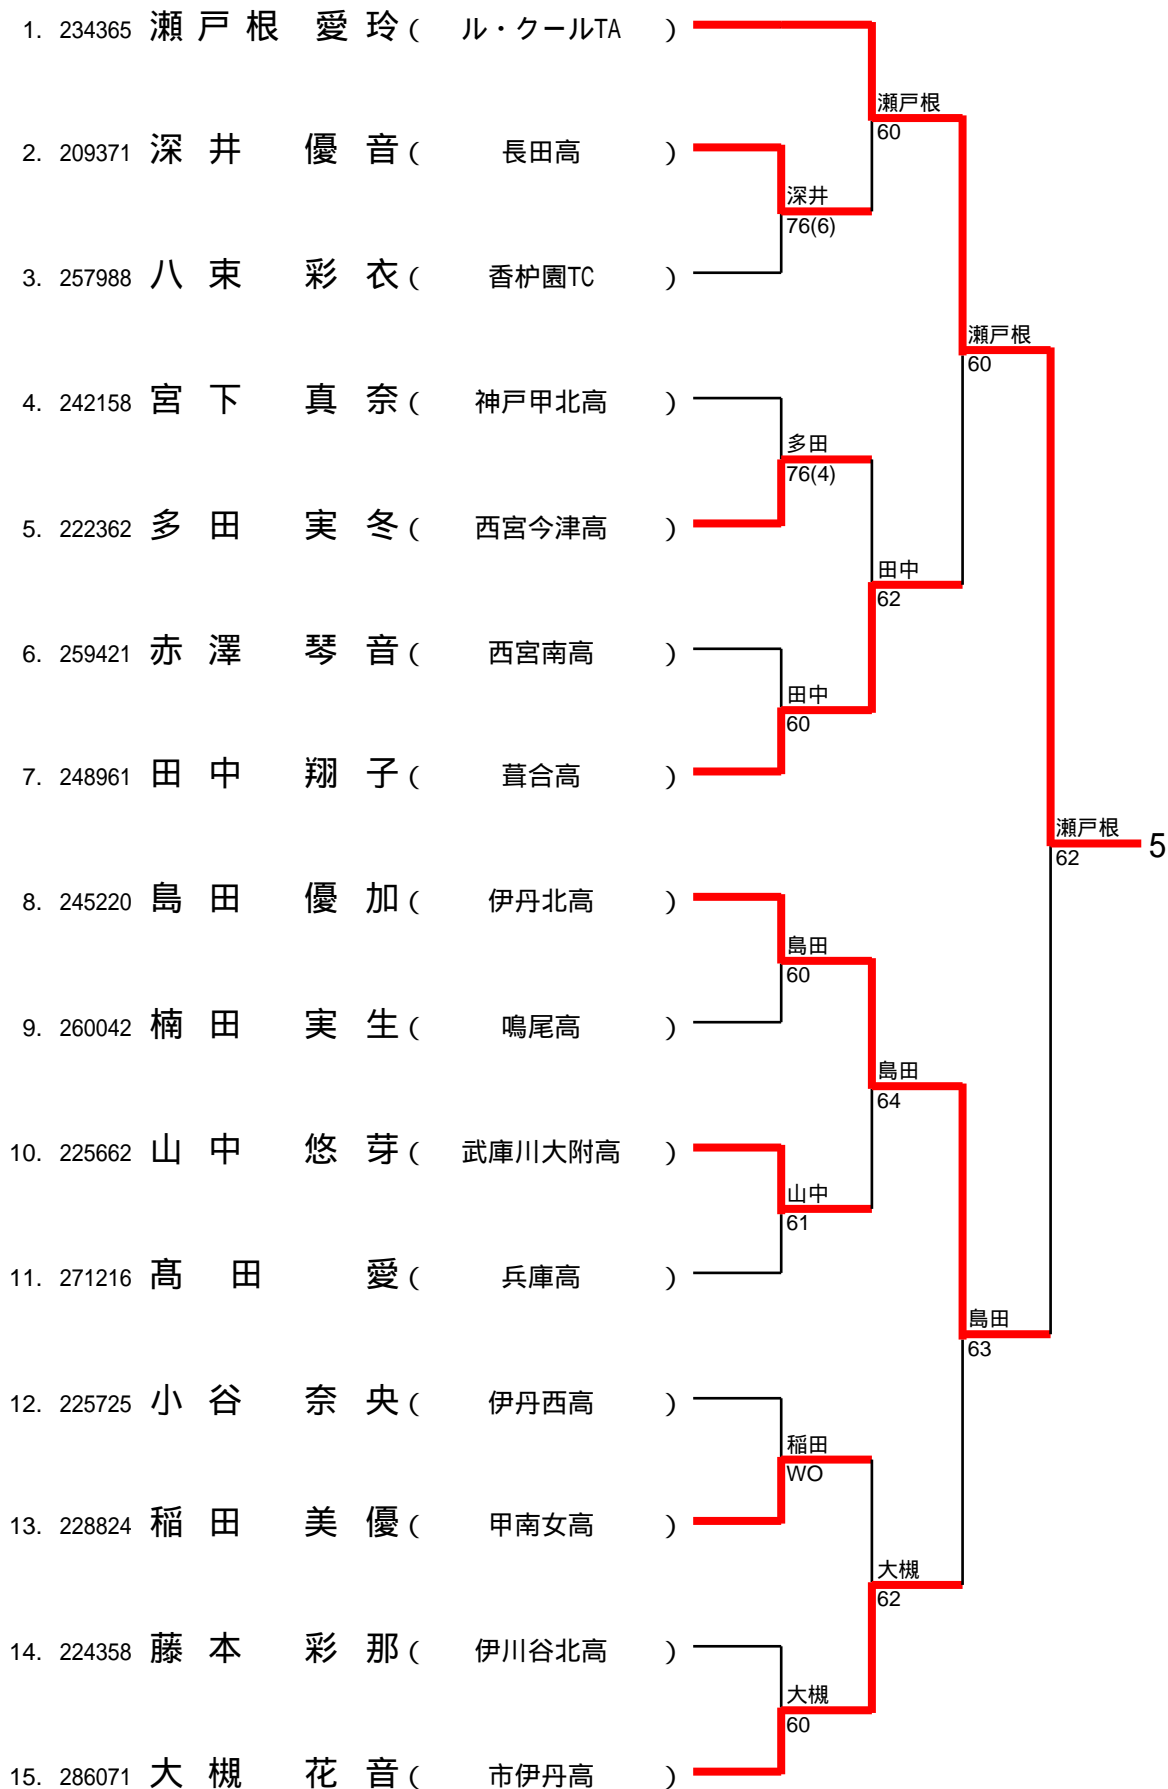 1. 234365 瀬戸根 愛玲 ( ル・クールTA )
瀬戸根
60
2. 209371 深井 優音 ( 長田高 )
深井
76(6)
3. 257988 八束 彩衣 ( 香枦園TC )
瀬戸根
60
4. 242158 宮下 真奈 ( 神戸甲北高 )
多田
76(4)
5. 222362 多田 実冬 ( 西宮今津高 )
田中
62
6. 259421 赤澤 琴音 ( 西宮南高 )
田中
60
7. 248961 田中 翔子 ( 葺合高 )
瀬戸根
62
5
8. 245220 島田 優加 ( 伊丹北高 )
島田
60
9. 260042 楠田 実生 ( 鳴尾高 )
島田
64
10. 225662 山中 悠芽 ( 武庫川大附高 )
山中
61
11. 271216 髙田 愛 ( 兵庫高 )
島田
63
12. 225725 小谷 奈央 ( 伊丹西高 )
稲田
WO
13. 228824 稲田 美優 ( 甲南女高 )
大槻
62
14. 224358 藤本 彩那 ( 伊川谷北高 )
大槻
60
15. 286071 大槻 花音 ( 市伊丹高 )